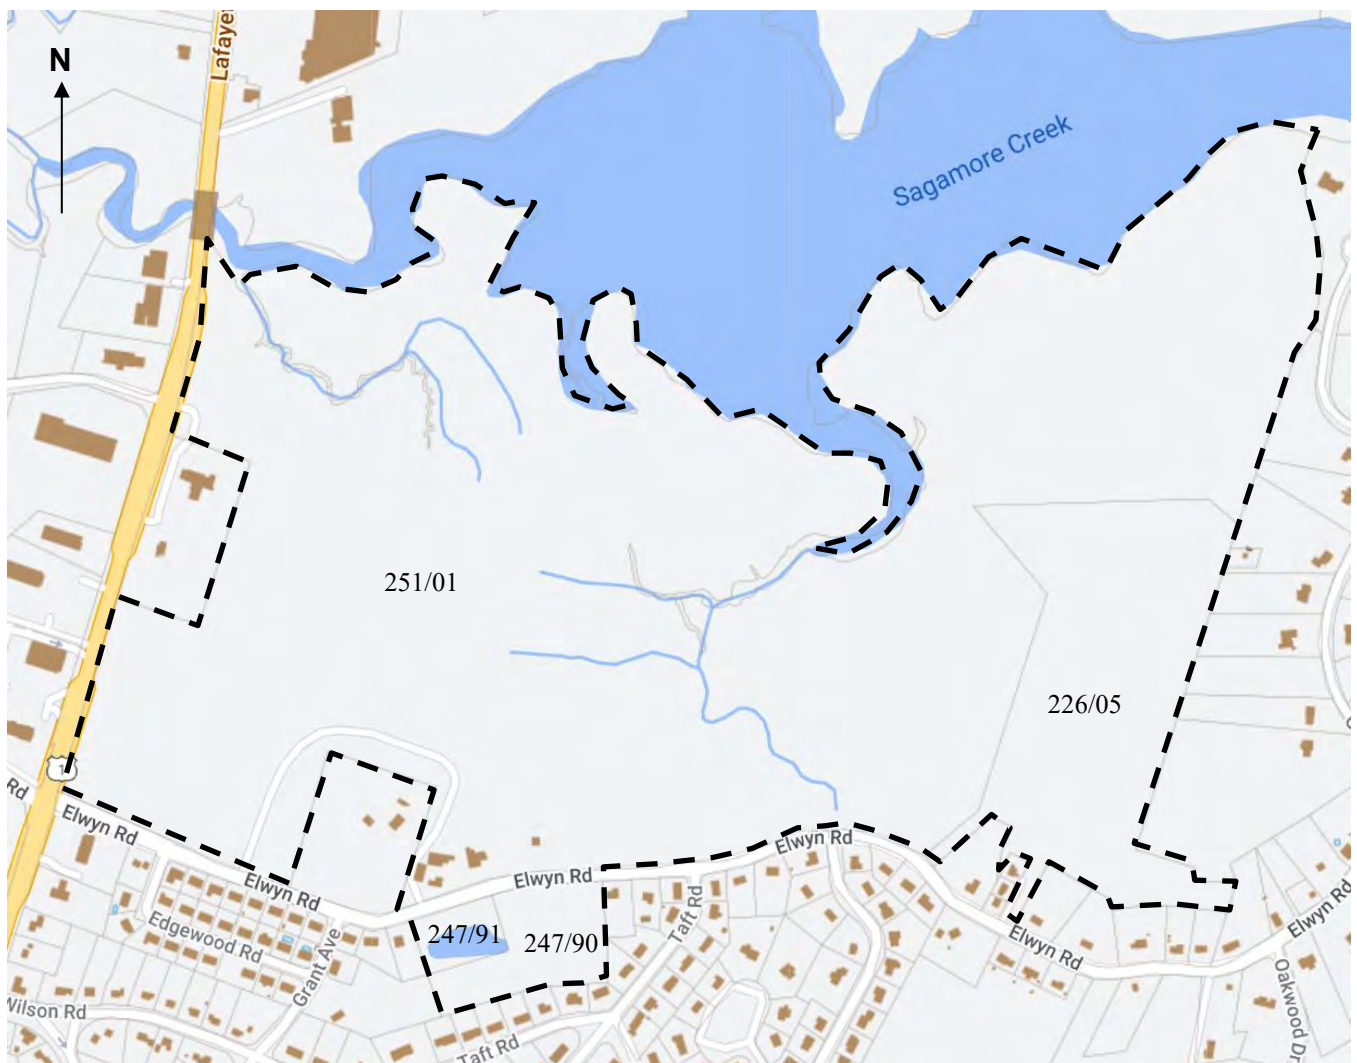 N
Lafaye
Sagamore Creek
251/01
226/05
1
Rd
Elwyn Rd
Elwyn Rd
Elwyn Rd
Elwyn Rd
Elwyn Rd
Elwyn Rd
Edgewood Rd
Grant Ave
247/91
247/90
Taft Rd
Wilson Rd
Taft Rd
Oakwood Dr